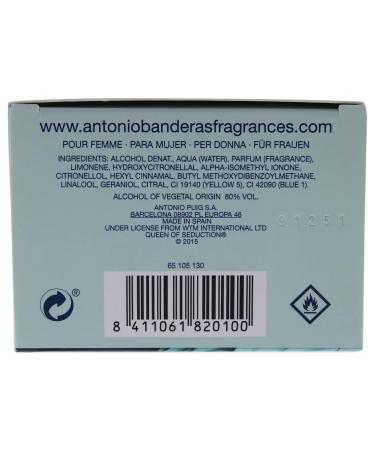 www.antoniobanderasfragrances.com
POUR FEMME - PARA MUJER - PER DONNA - FÜR FRAUEN
INGREDIENTS: ALCOHOL DENAT., AQUA (WATER), PARFUM (FRAGRANCE),
LIMONENE, HYDROXYCITRONELLAL, ALPHA-ISOMETHYL IONONE,
CITRONELLOL, HEXYL CINNAMAL, BUTYL METHOXYDIBENZOYLMETHANE,
LINALOOL, GERANIOL, CITRAL, CI 19140 (YELLOW 5), CI 42090 (BLUE 1).
ALCOHOL OF VEGETAL ORIGIN 80% VOL.
ANTONIO PUIG S.A.
BARCELONA 08902 PL EUROPA 46
MADE IN SPAIN
UNDER LICENSE FROM WTM INTERNATIONAL LTD
QUEEN OF SEDUCTION®
© 2015
91251
65 105 130
8 411061 820100